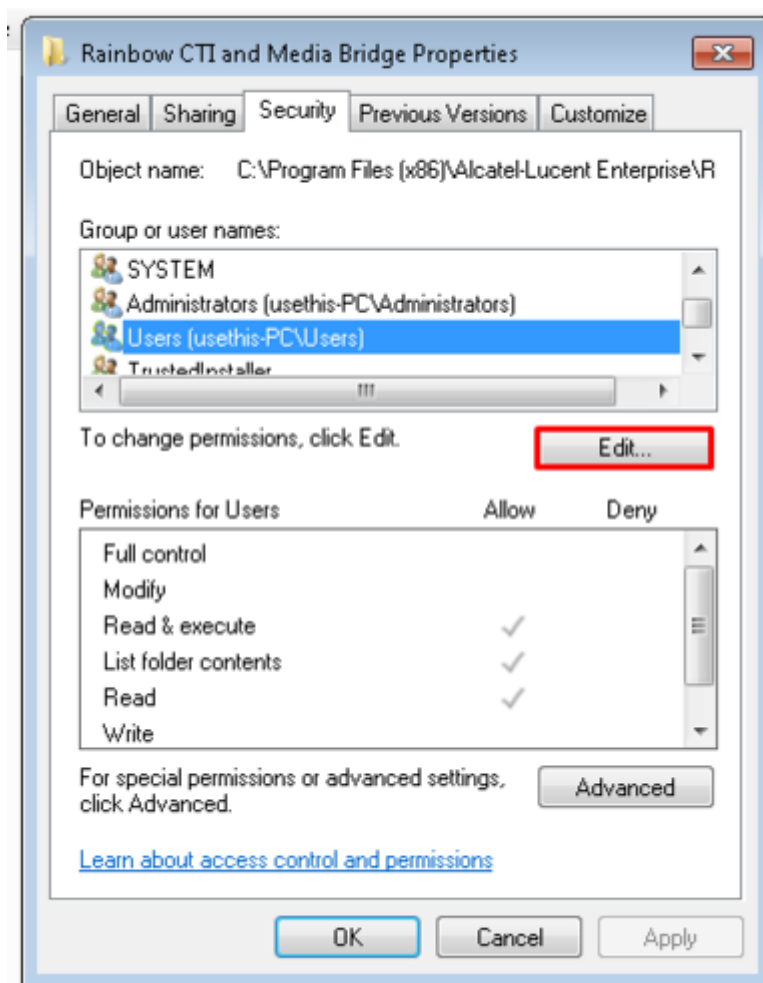 Rainbow CTI and Media Bridge Properties
General Sharing Security Previous Versions Customize
Object name: C:\Program Files (x86)\Alcatel-Lucent Enterprise\R
Group or user names:
SYSTEM
Administrators (usethis-PC\Administrators)
Users (usethis-PC\Users)
TrustedInstaller
To change permissions, click Edit.
Edit...
Permissions for Users Allow Deny
Full control
Modify
Read & execute
List folder contents
Read
Write
For special permissions or advanced settings,
click Advanced.
Advanced
Learn about access control and permissions
OK Cancel Apply